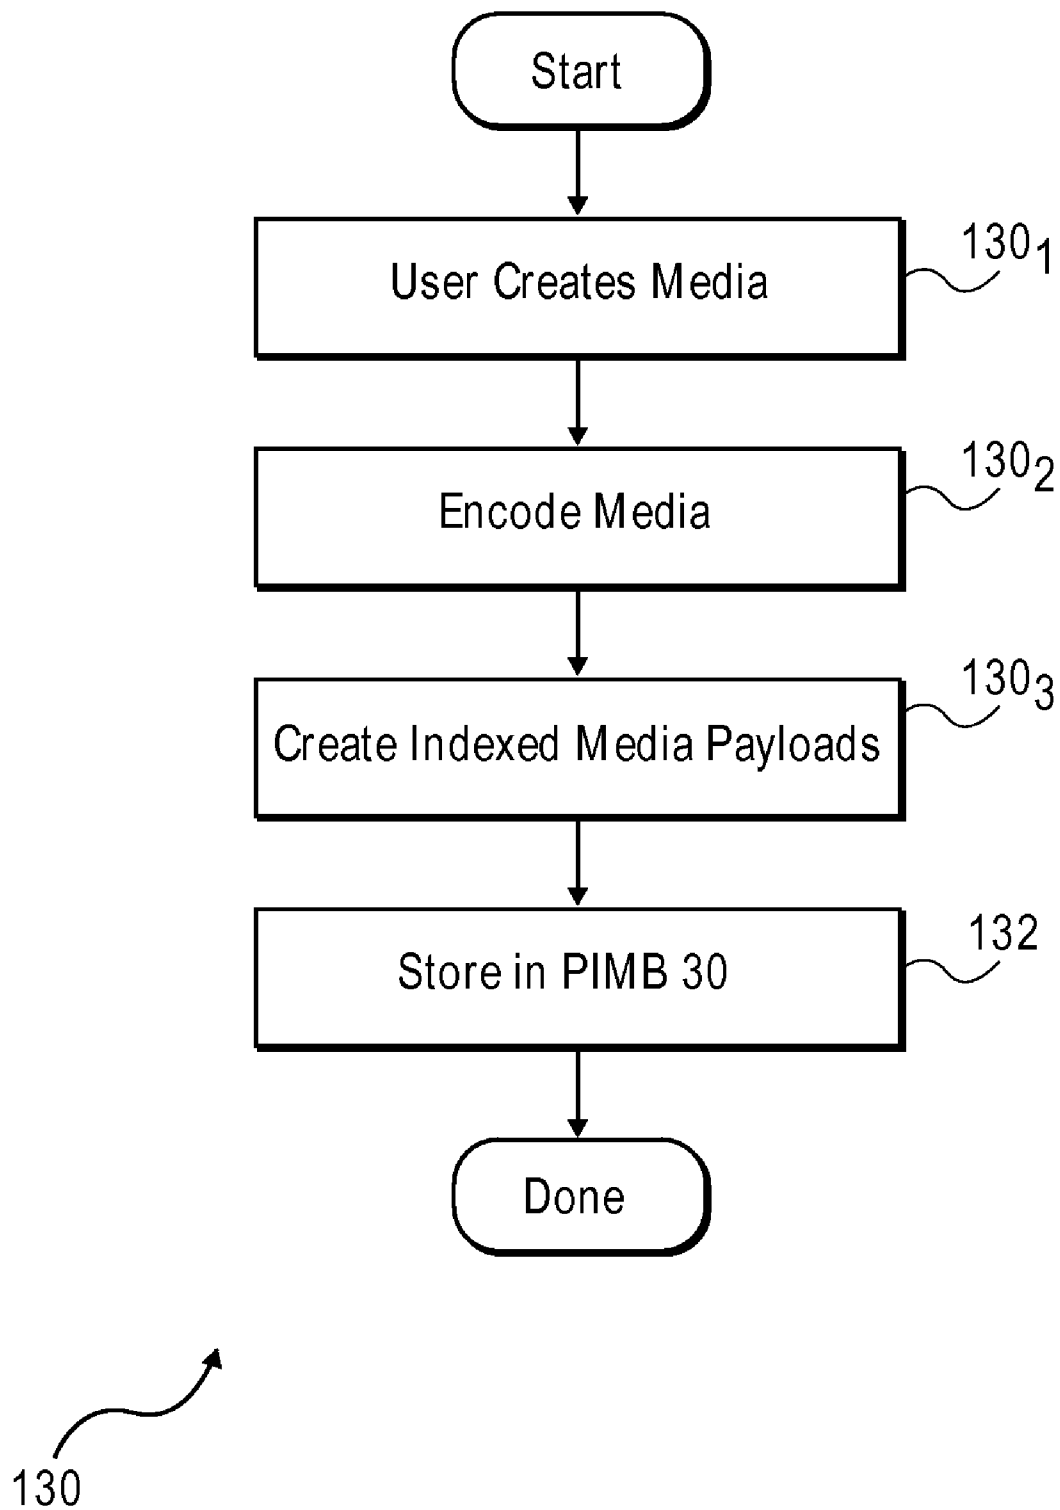 Start
User Creates Media
130₁
Encode Media
130₂
Create Indexed Media Payloads
130₃
Store in PIMB 30
132
Done
130